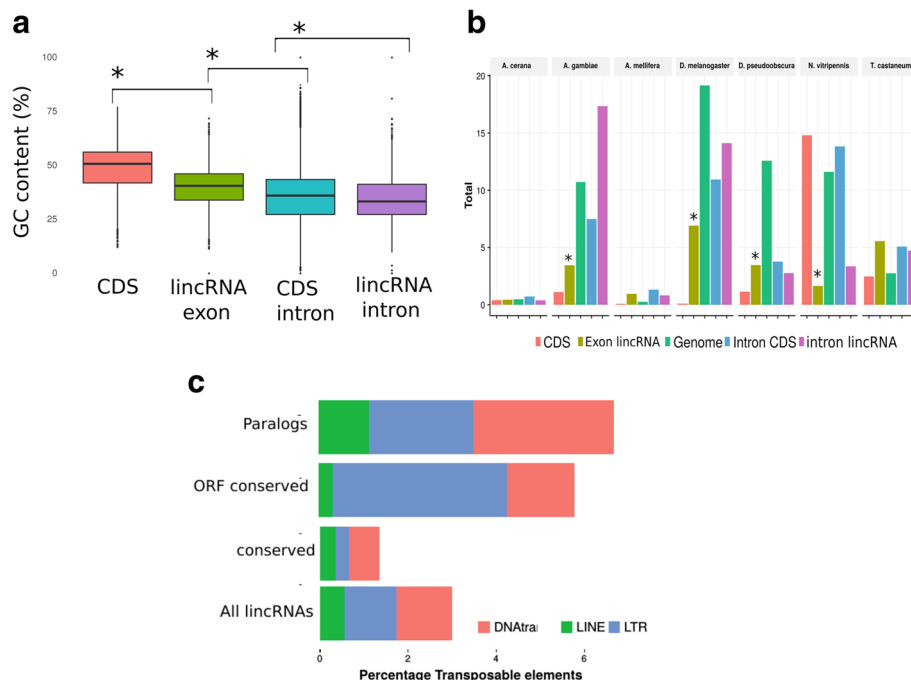 a
*
*
*
GC content (%)
100
75
50
25
0
CDS
lincRNA
exon
CDS
intron
lincRNA
intron
b
A. cerana
A. gambiae
A. mellifera
D. melanogaster
D. pseudoobscura
N. vitripennis
T. castaneum
Total
20
15
10
5
0
*
*
*
*
CDS Exon lincRNA Genome Intron CDS intron lincRNA
c
Paralogs
ORF conserved
conserved
All lincRNAs
DNAtra LINE LTR
0 2 4 6
Percentage Transposable elements